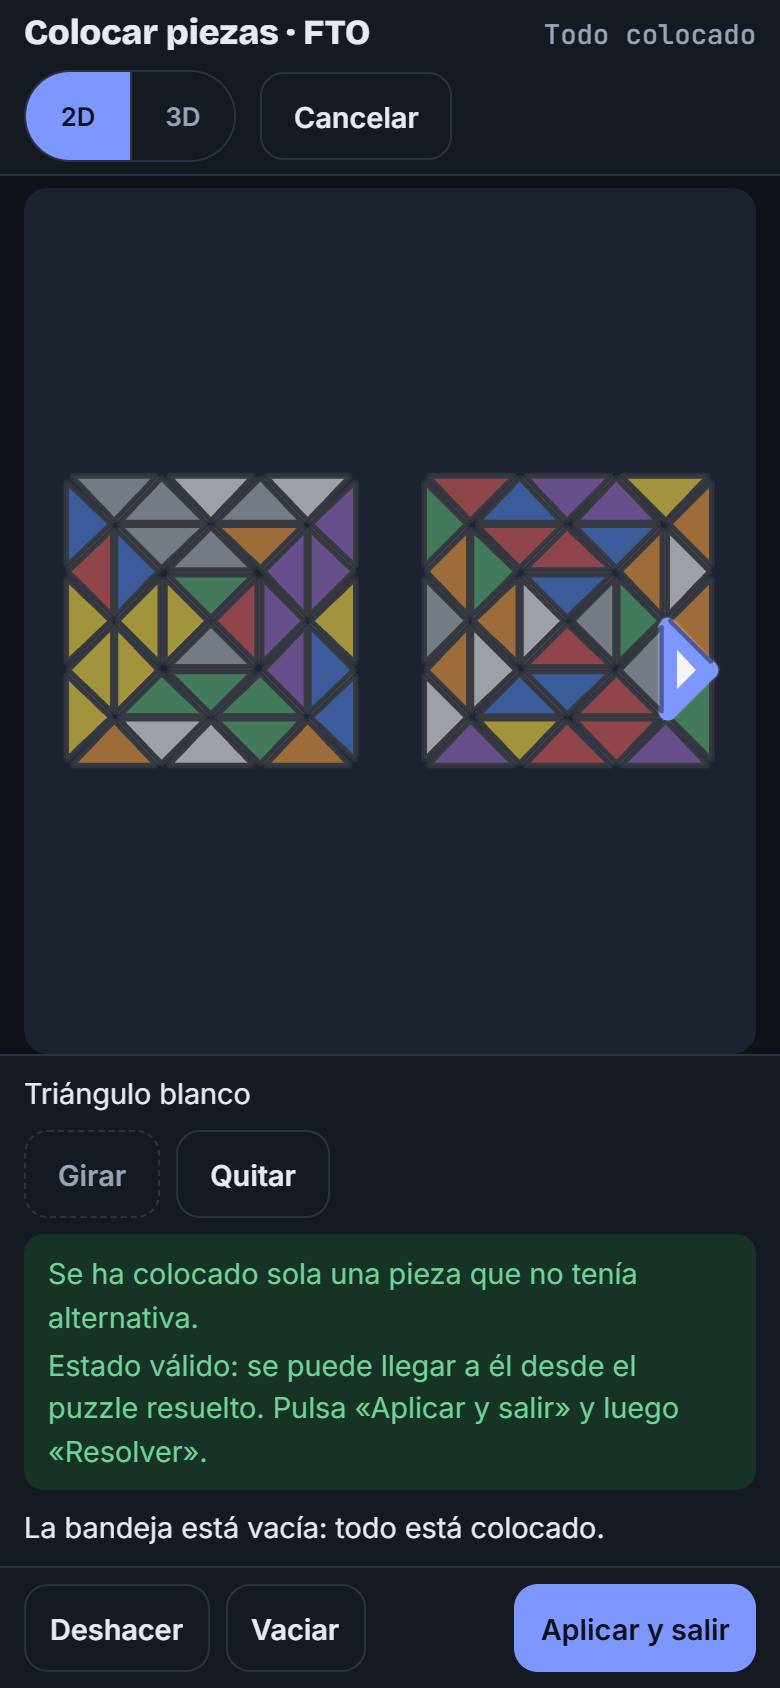 Colocar piezas · FTO
Todo colocado
2D
3D
Cancelar
Triángulo blanco
Girar
Quitar
Se ha colocado sola una pieza que no tenía
alternativa.
Estado válido: se puede llegar a él desde el
puzzle resuelto. Pulsa «Aplicar y salir» y luego
«Resolver».
La bandeja está vacía: todo está colocado.
Deshacer
Vaciar
Aplicar y salir